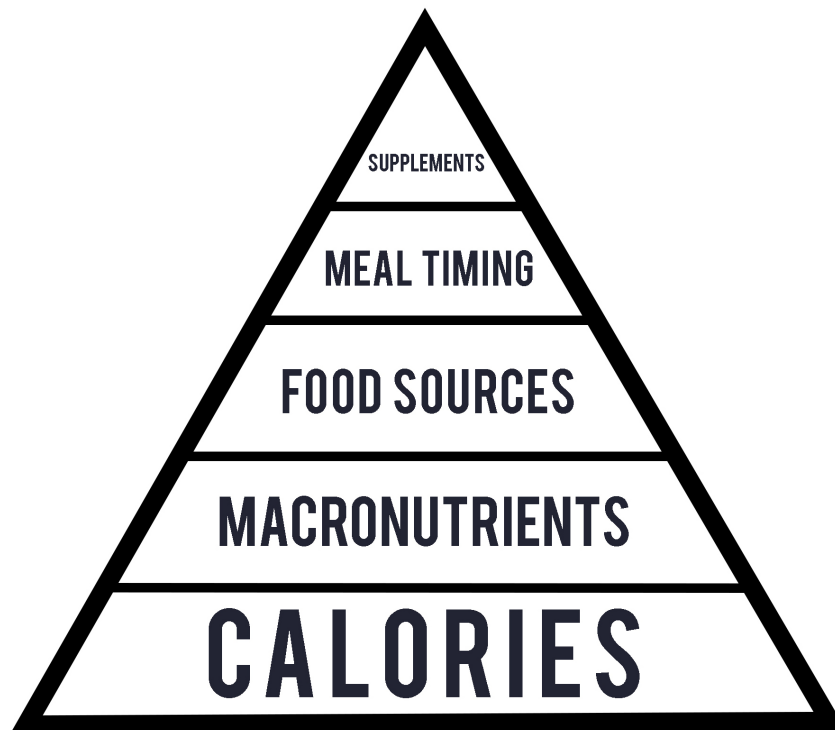 SUPPLEMENTS
MEAL TIMING
FOOD SOURCES
MACRONUTRIENTS
CALORIES